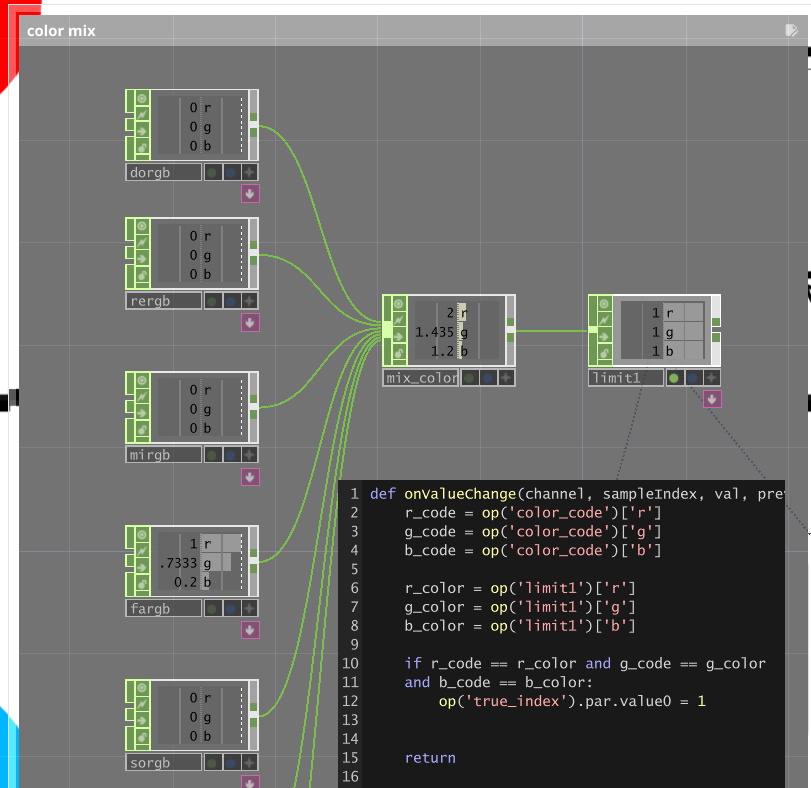 color mix
0 r
0 g
0 b
dorgb
0 r
0 g
0 b
rergb
2 r
1.435 g
1.2 b
mix_color
1 r
1 g
1 b
limit1
0 r
0 g
0 b
mirgb
1 r
.7333 g
0.2 b
fargb
0 r
0 g
0 b
sorgb
1 def onValueChange(channel, sampleIndex, val, prev
2 r_code = op('color_code')['r']
3 g_code = op('color_code')['g']
4 b_code = op('color_code')['b']
5
6 r_color = op('limit1')['r']
7 g_color = op('limit1')['g']
8 b_color = op('limit1')['b']
9
10 if r_code == r_color and g_code == g_color
11 and b_code == b_color:
12 op('true_index').par.value0 = 1
13
14
15 return
16